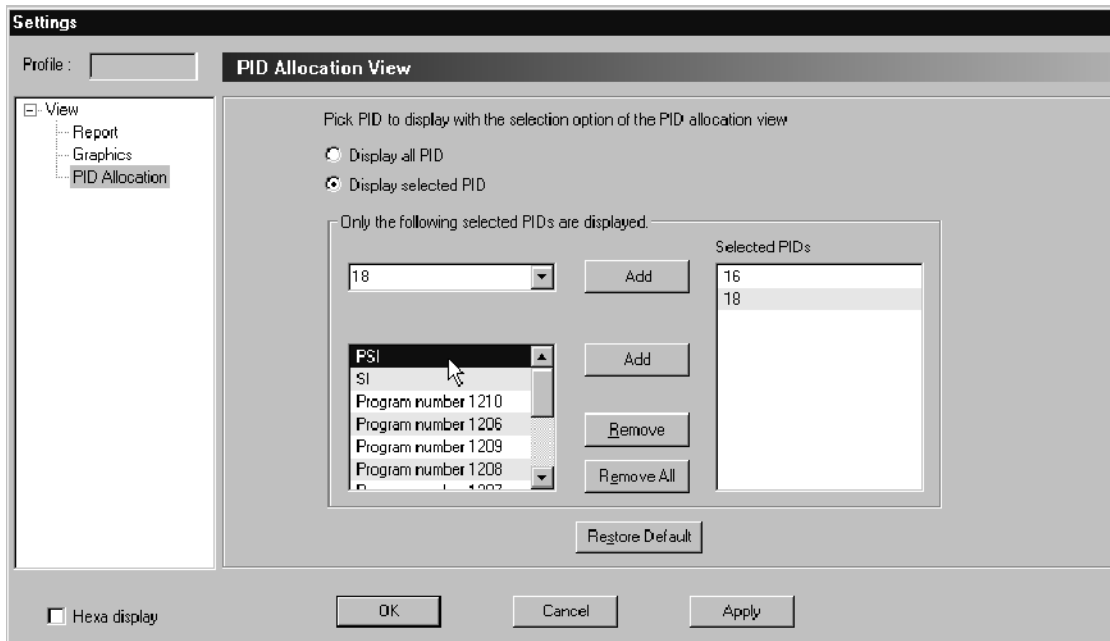 Settings
Profile :
PID Allocation View
View
Report
Graphics
PID Allocation
Pick PID to display with the selection option of the PID allocation view
Display all PID
Display selected PID
Only the following selected PIDs are displayed.
Selected PIDs
18
Add
16
18
PSI
SI
Program number 1210
Program number 1206
Program number 1209
Program number 1208
Add
Remove
Remove All
Restore Default
Hexa display
OK
Cancel
Apply